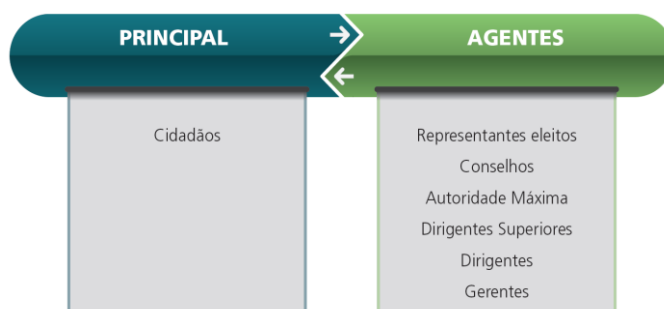 PRINCIPAL
AGENTES
Cidadãos
Representantes eleitos
Conselhos
Autoridade Máxima
Dirigentes Superiores
Dirigentes
Gerentes